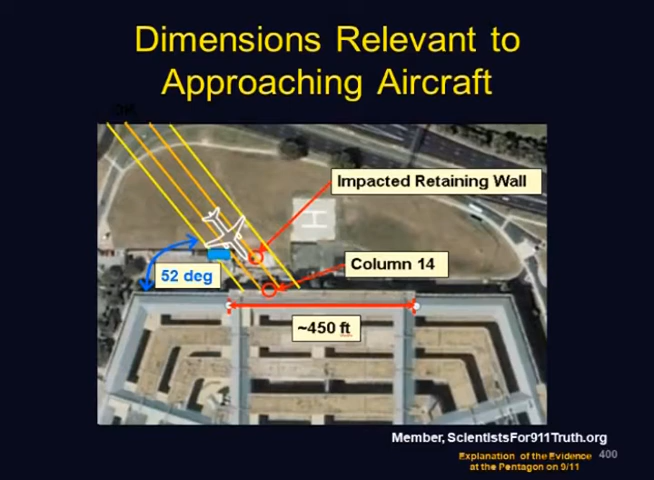 Dimensions Relevant to
Approaching Aircraft
Impacted Retaining Wall
H
Column 14
52 deg
~450 ft
Member, ScientistsFor911Truth.org
Explanation of the Evidence 400
at the Pentagon on 9/11